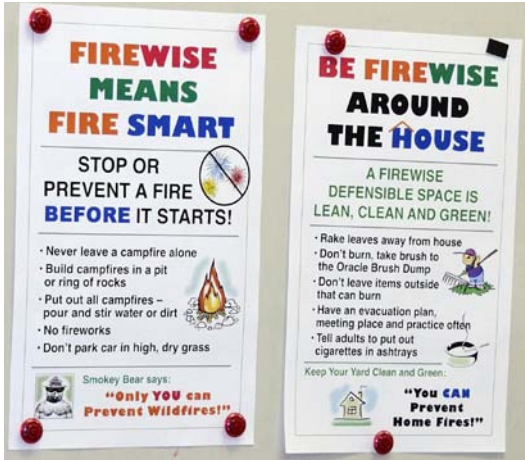 FIREWISE
MEANS
FIRE SMART
STOP OR
PREVENT A FIRE
BEFORE IT STARTS!
· Never leave a campfire alone
· Build campfires in a pit
or ring of rocks
· Put out all campfires –
pour and stir water or dirt
· No fireworks
· Don't park car in high, dry grass
Smokey Bear says:
"Only YOU can
Prevent Wildfires!"
BE FIREWISE
AROUND
THE HOUSE
A FIREWISE
DEFENSIBLE SPACE IS
LEAN, CLEAN AND GREEN!
· Rake leaves away from house
· Don't burn, take brush to
the Oracle Brush Dump
· Don't leave items outside
that can burn
· Have an evacuation plan,
meeting place and practice often
· Tell adults to put out
cigarettes in ashtrays
Keep Your Yard Clean and Green:
"You CAN
Prevent
Home Fires!"